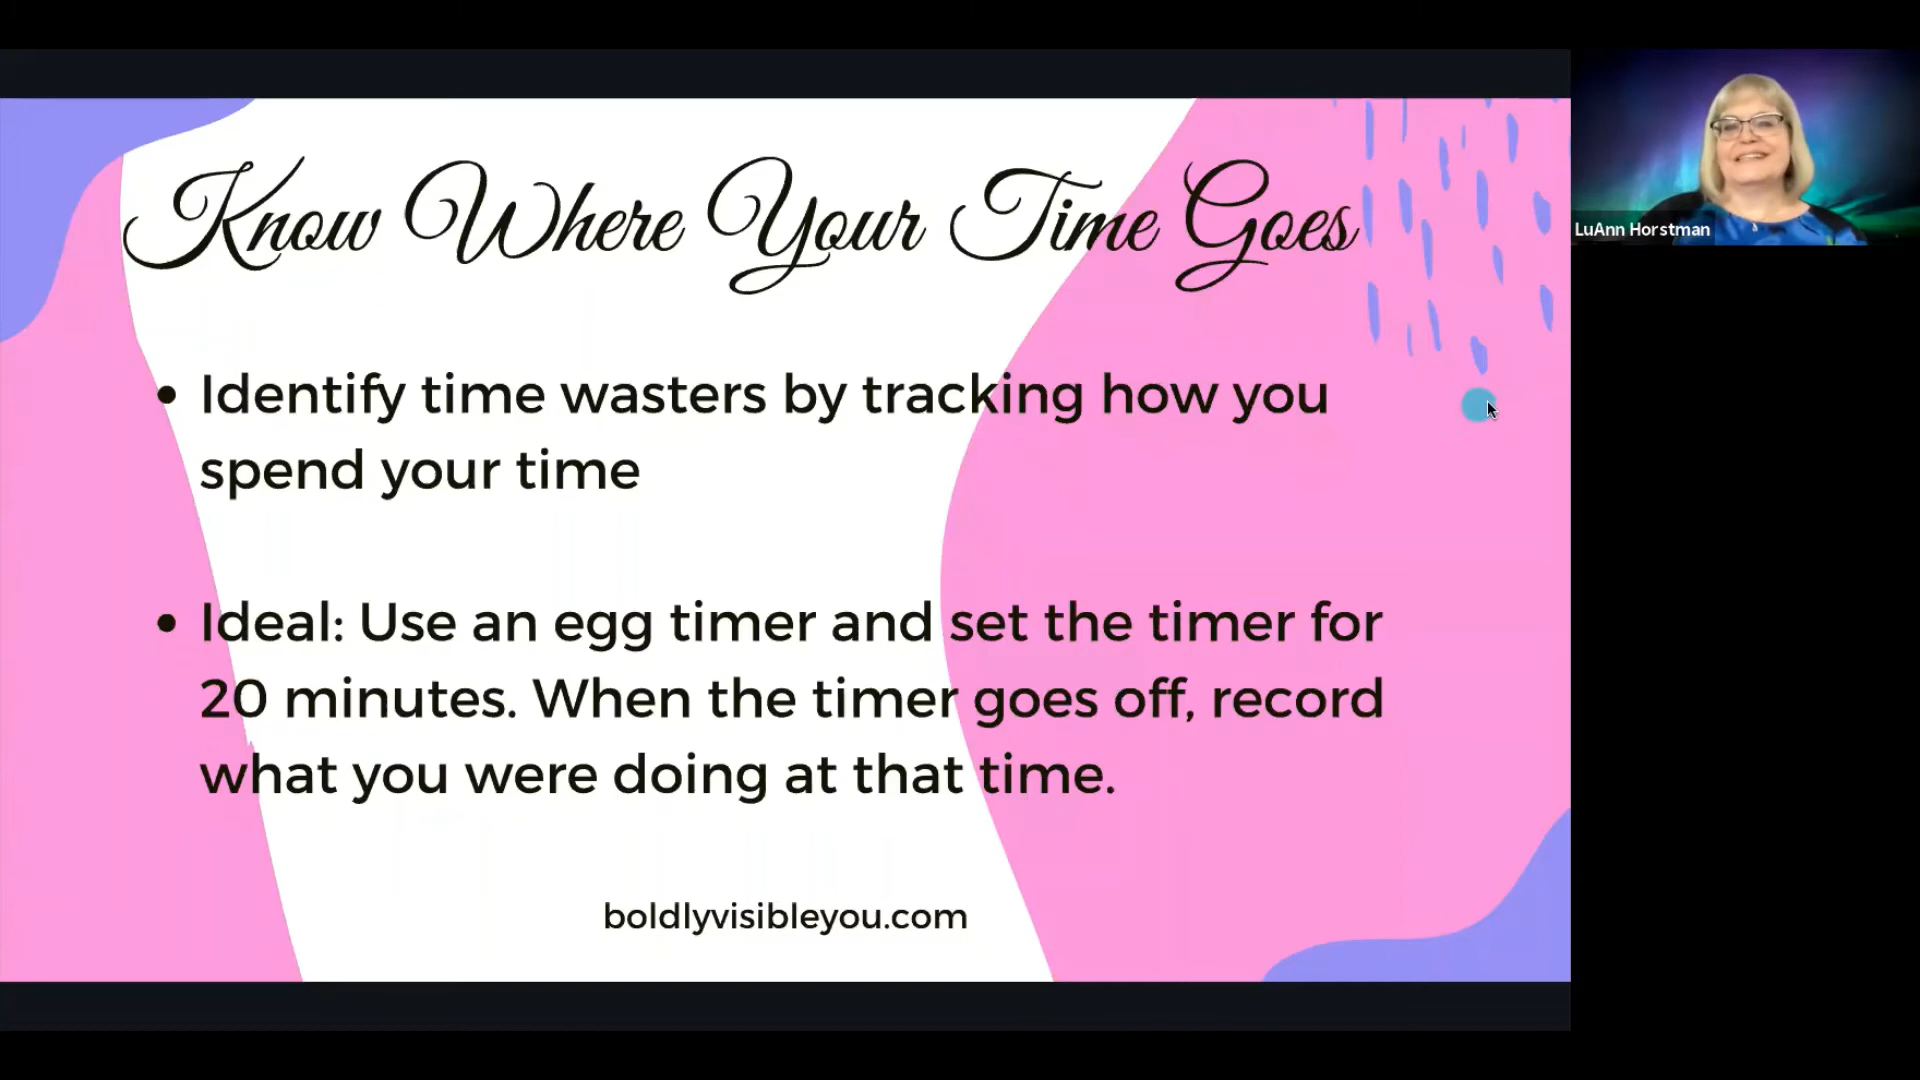 Know Where Your Time Goes
• Identify time wasters by tracking how you
spend your time
• Ideal: Use an egg timer and set the timer for
20 minutes. When the timer goes off, record
what you were doing at that time.
boldlyvisibleyou.com
LuAnn Horstman